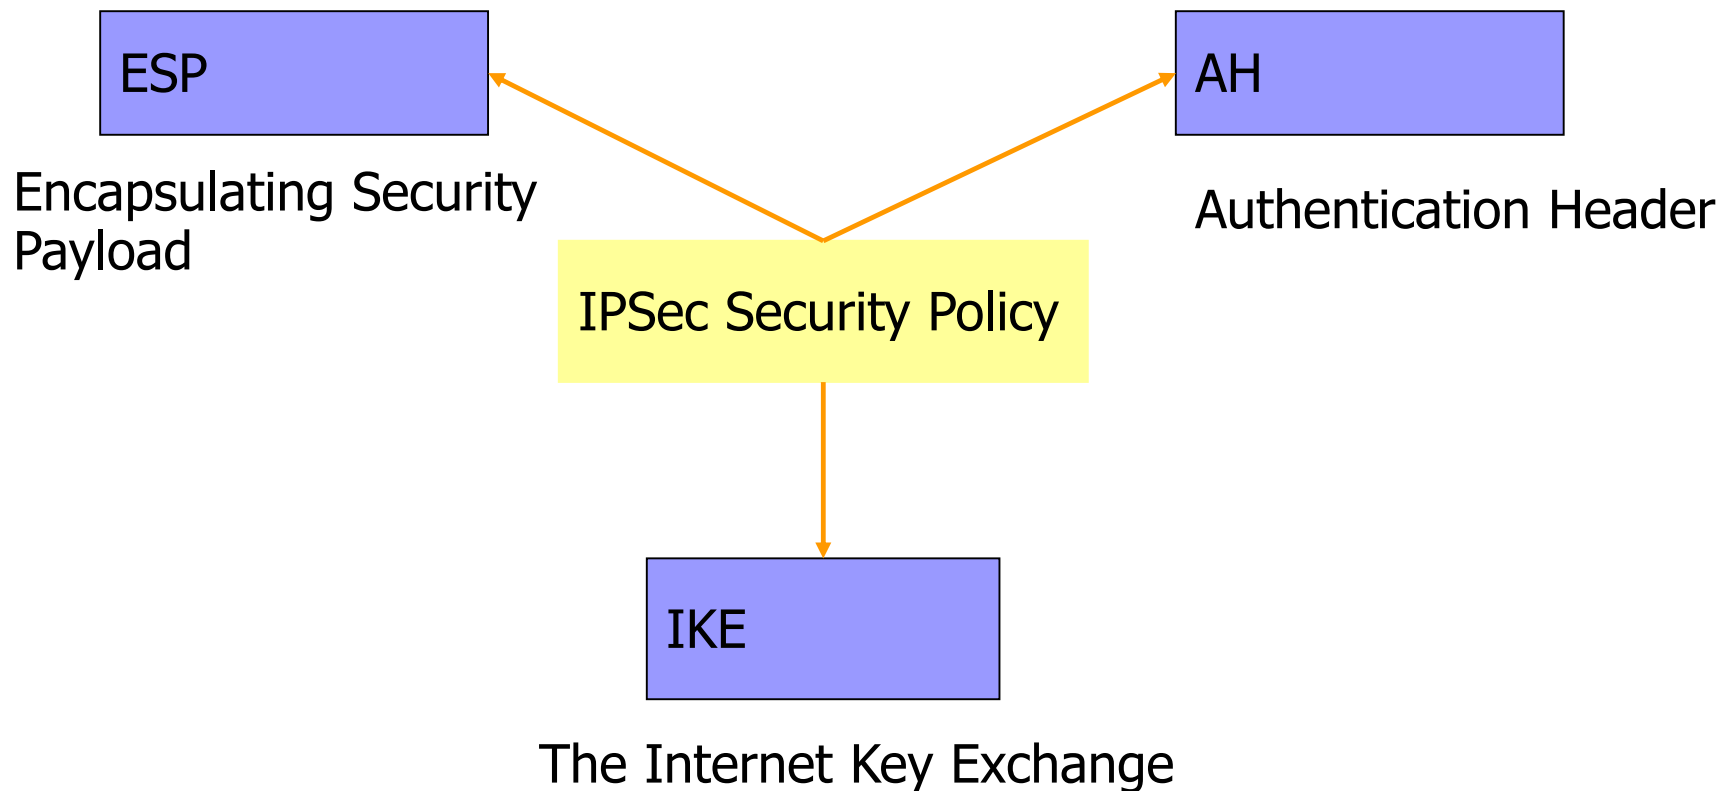 ESP
AH
Encapsulating Security
Payload
Authentication Header
IPSec Security Policy
IKE
The Internet Key Exchange